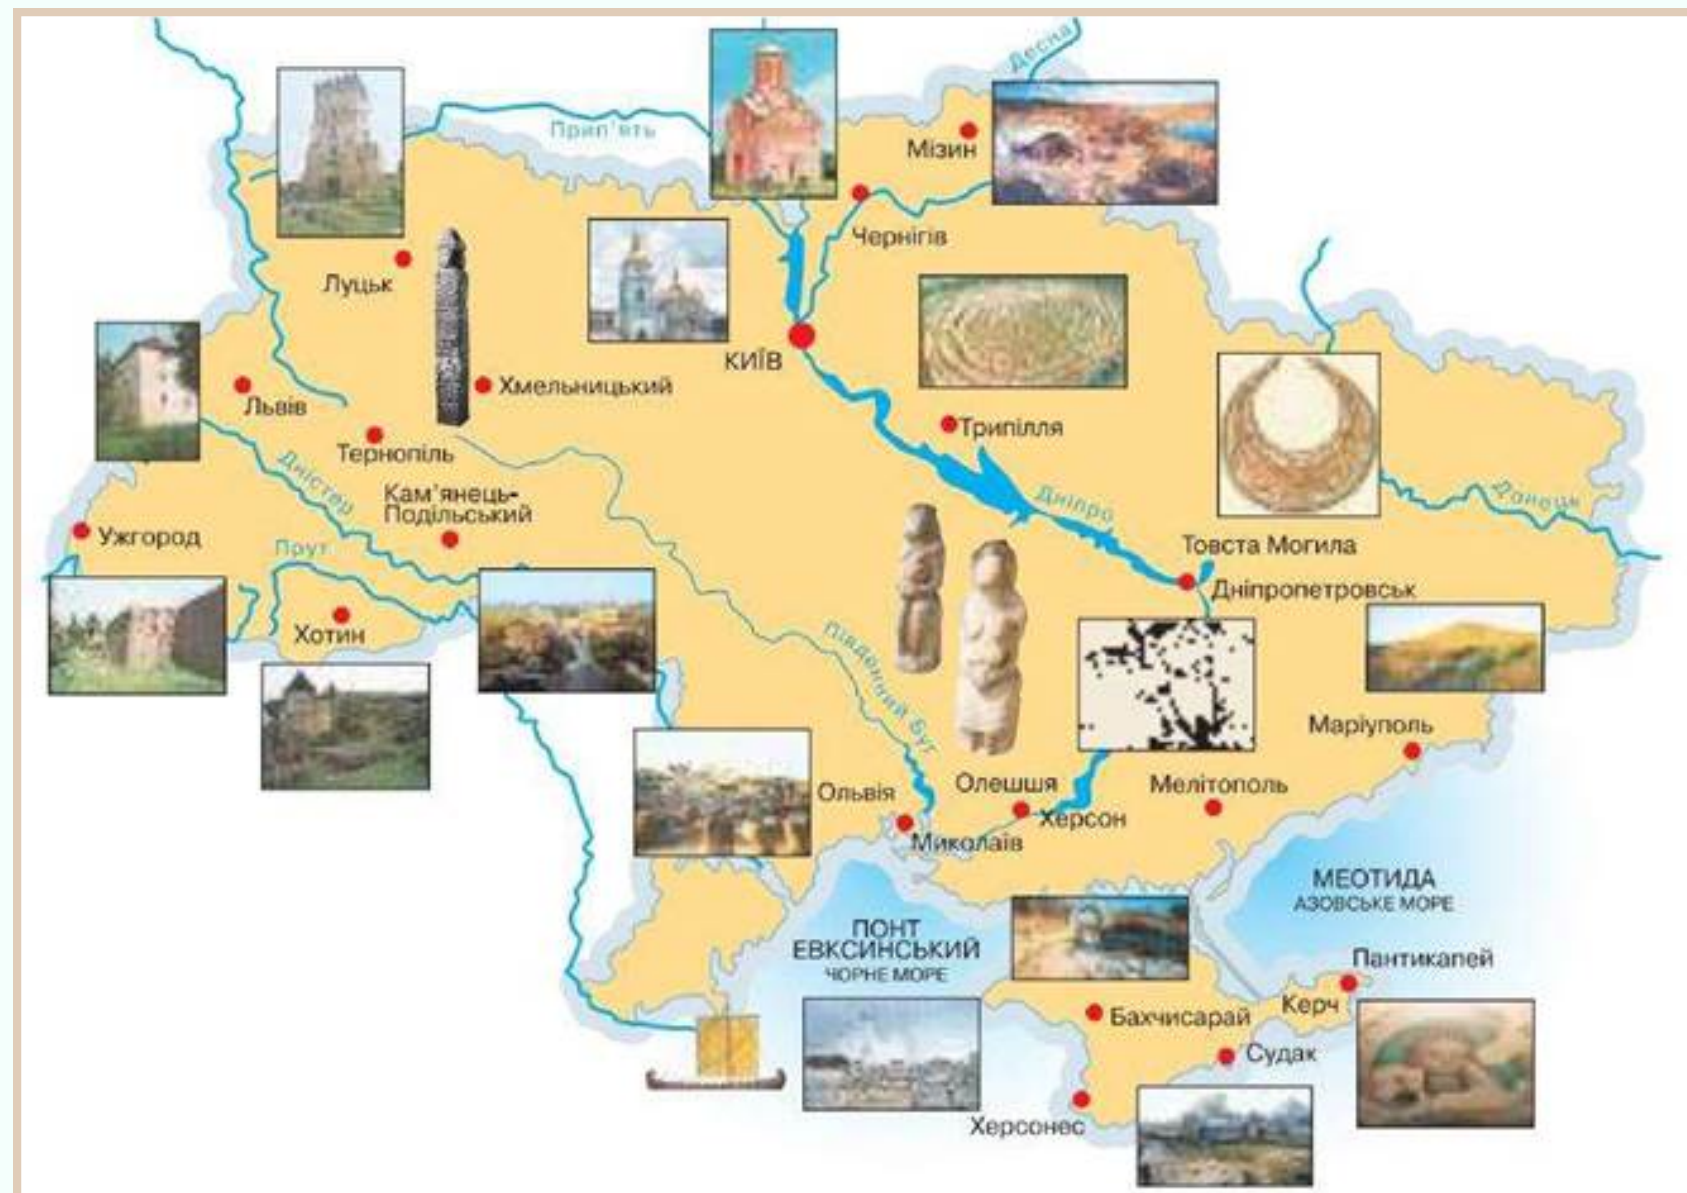 Десна
Прип'ять
Мізин
Чернігів
Луцьк
КИЇВ
Хмельницький
Львів
Трипілля
Тернопіль
Дністер
Кам'янець-
Подільський
Дніпро
Донець
Ужгород
Прут
Товста Могила
Дніпропетровськ
Хотин
Південний Буг
Маріуполь
Ольвія
Олешшя
Мелітополь
Херсон
Миколаїв
МЕОТИДА
АЗОВСЬКЕ МОРЕ
ПОНТ
ЕВКСИНСЬКИЙ
ЧОРНЕ МОРЕ
Пантикапей
Керч
Бахчисарай
Судак
Херсонес